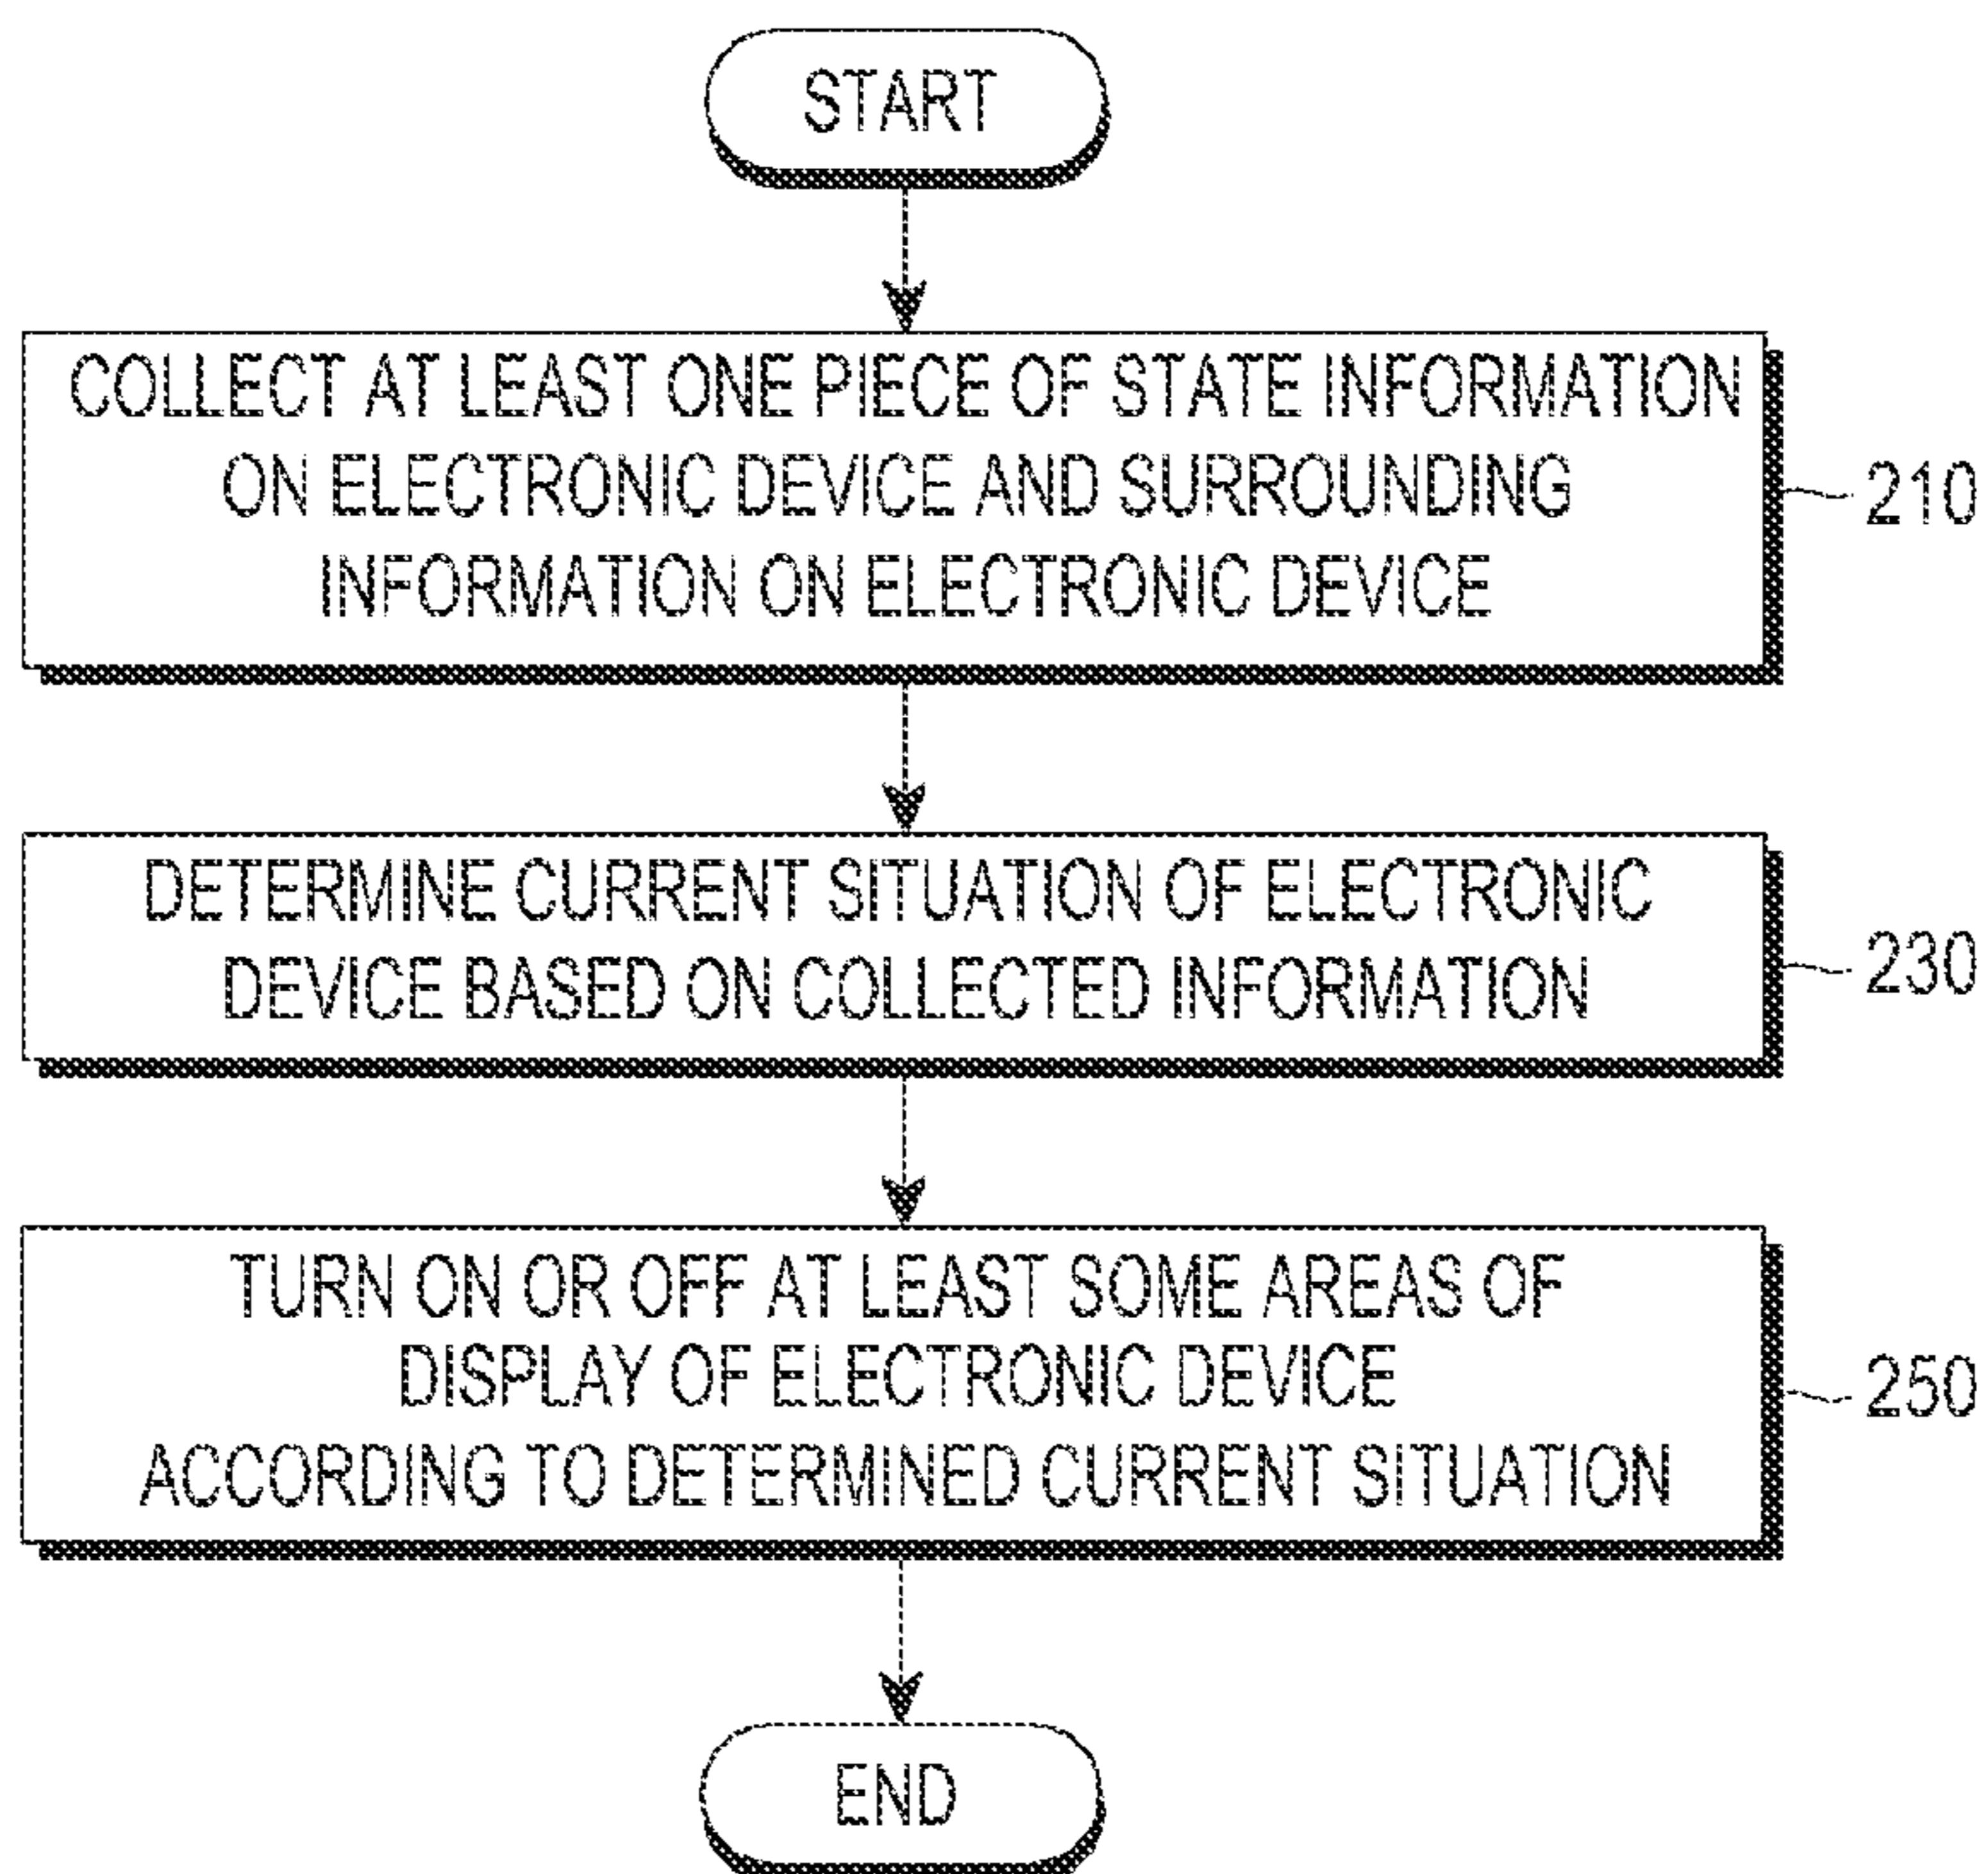 START
COLLECT AT LEAST ONE PIECE OF STATE INFORMATION
ON ELECTRONIC DEVICE AND SURROUNDING
INFORMATION ON ELECTRONIC DEVICE
210
DETERMINE CURRENT SITUATION OF ELECTRONIC
DEVICE BASED ON COLLECTED INFORMATION
230
TURN ON OR OFF AT LEAST SOME AREAS OF
DISPLAY OF ELECTRONIC DEVICE
ACCORDING TO DETERMINED CURRENT SITUATION
250
END